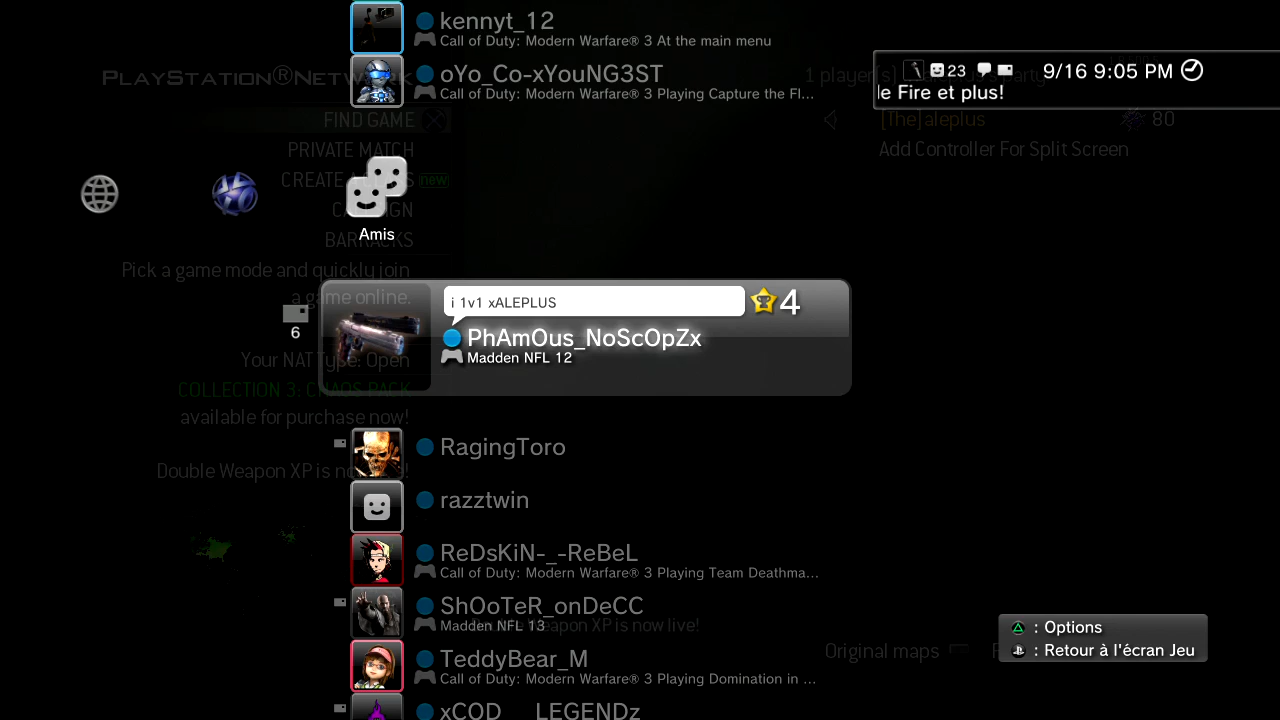 kennyt_12
Call of Duty: Modern Warfare® 3 At the main menu
oYo_Co-xYouNG3ST
Call of Duty: Modern Warfare® 3 Playing Capture the Fl...
23
9/16 9:05 PM
le Fire et plus!
PlayStation®Network
1 player(s)
party
[The]aleplus
80
Add Controller For Split Screen
FIND GAME
PRIVATE MATCH
CREATE
new
BARRACKS
Pick a game mode and quickly join
a game online.
Amis
i 1v1 xALEPLUS
4
PhAmOus_NoScOpZx
Madden NFL 12
6
Your NAT Type: Open
COLLECTION 3: CHAOS PACK
available for purchase now!
Double Weapon XP is now
RagingToro
razztwin
ReDsKiN-_-ReBeL
Call of Duty: Modern Warfare® 3 Playing Team Deathma...
ShOoTeR_onDeCC
Madden NFL 13
Weapon XP is now live!
TeddyBear_M
Call of Duty: Modern Warfare® 3 Playing Domination in ...
Original maps
: Options
: Retour à l'écran Jeu
xCOD__LEGENDz